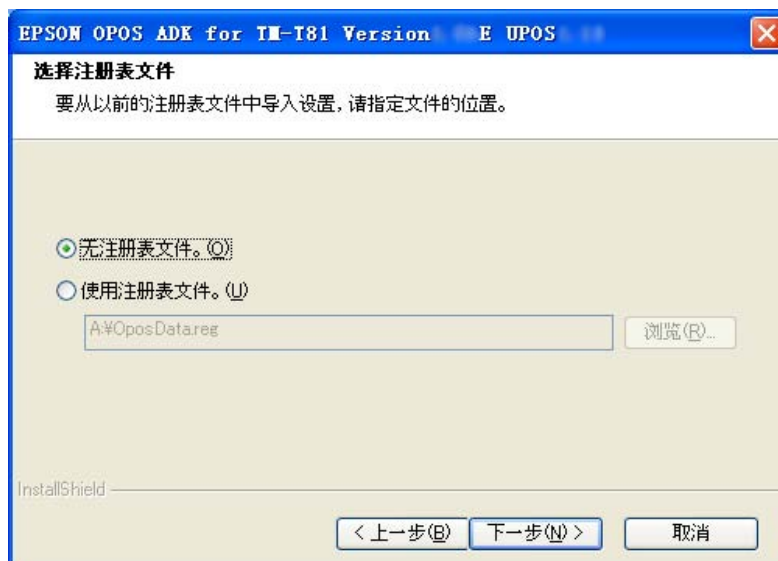 EPSON OPOS ADK for TM-T81 Version E UPOS
选择注册表文件
要从以前的注册表文件中导入设置,请指定文件的位置。
无注册表文件。(O)
使用注册表文件。(U)
A:¥OposData.reg
浏览(R)...
InstallShield
< 上一步(B)
下一步(N) >
取消